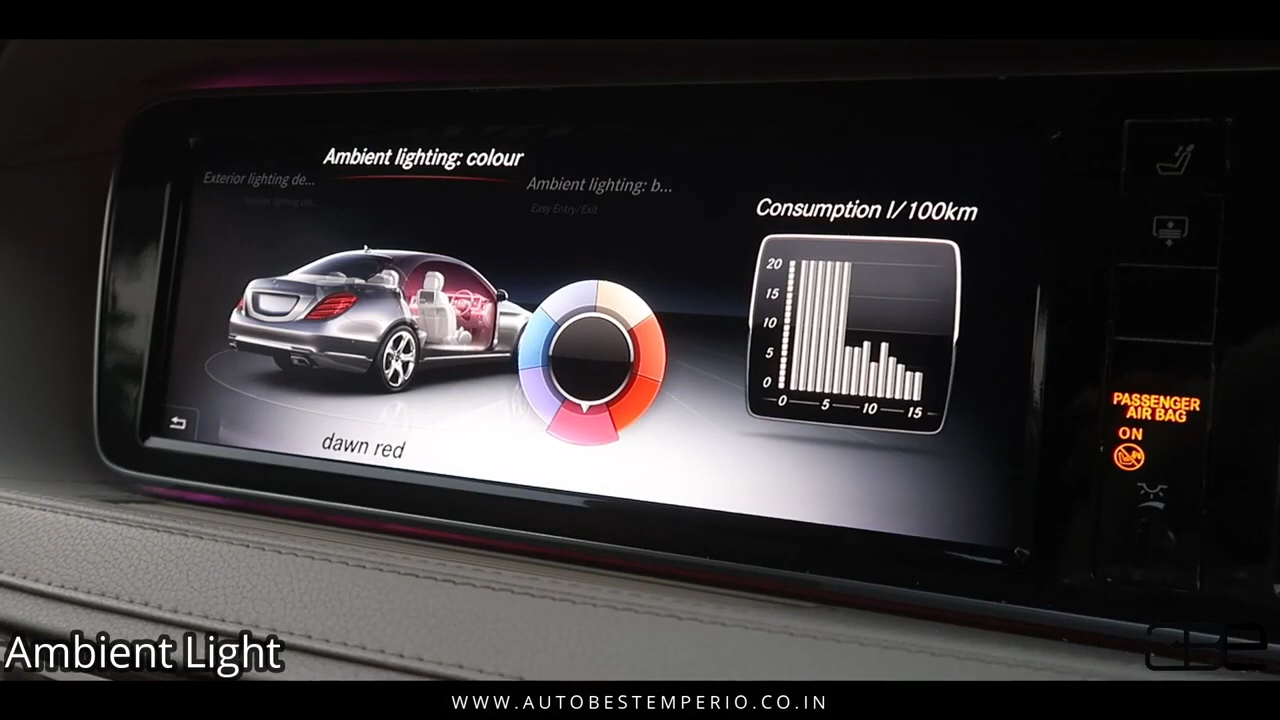 Ambient lighting: colour
Exterior lighting de...
Ambient lighting: b...
Easy Entry/Exit
Consumption l/100km
20
15
10
5
0
0 5 10 15
dawn red
PASSENGER
AIR BAG
ON
Ambient Light
abe
WWW.AUTOBESTEMPERIO.CO.IN